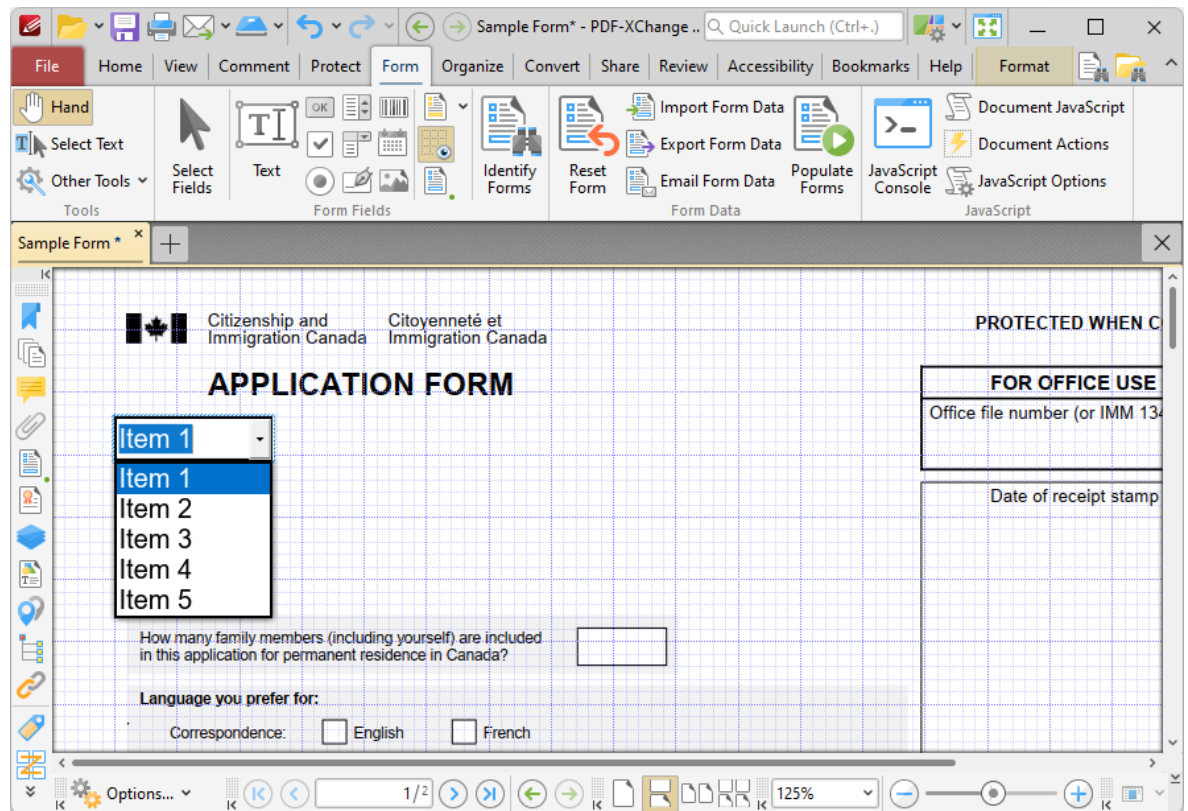 Sample Form* - PDF-XChange .. Quick Launch (Ctrl+.)
File Home View Comment Protect Form Organize Convert Share Review Accessibility Bookmarks Help Format
Hand
Select Text
Other Tools
Tools
Select Fields
Text
OK
Form Fields
Identify Forms
Reset Form
Import Form Data
Export Form Data
Email Form Data
Populate Forms
Form Data
JavaScript Console
Document JavaScript
Document Actions
JavaScript Options
JavaScript
Sample Form *
Citizenship and Citoyenneté et
Immigration Canada Immigration Canada
PROTECTED WHEN C
APPLICATION FORM
FOR OFFICE USE
Office file number (or IMM 134
Date of receipt stamp
Item 1
Item 1
Item 2
Item 3
Item 4
Item 5
How many family members (including yourself) are included
in this application for permanent residence in Canada?
Language you prefer for:
Correspondence: English French
Options... 1/2 125%